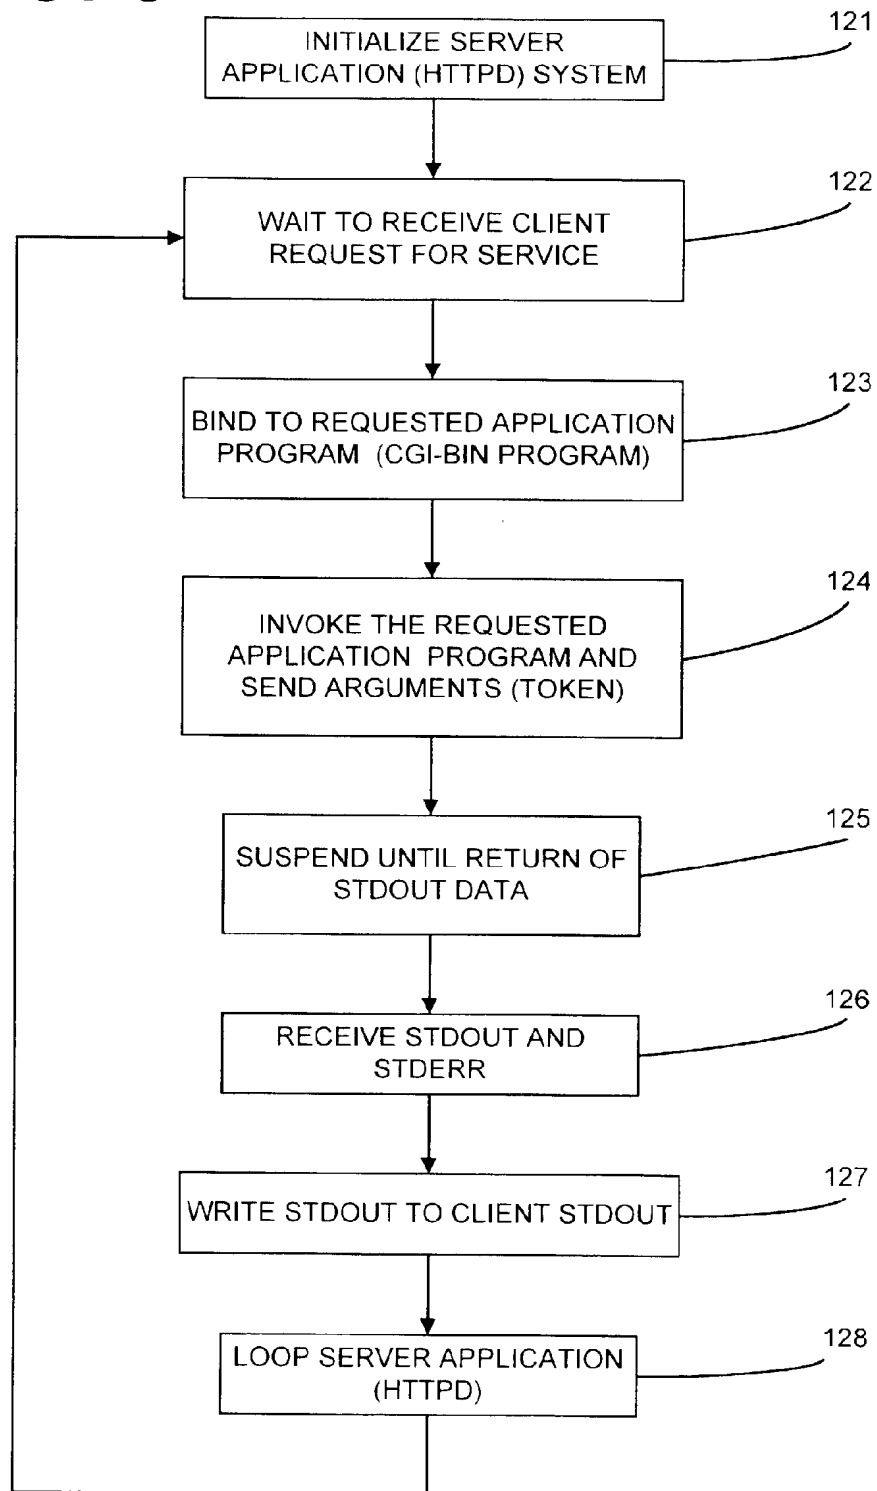 121
INITIALIZE SERVER
APPLICATION (HTTPD) SYSTEM
122
WAIT TO RECEIVE CLIENT
REQUEST FOR SERVICE
123
BIND TO REQUESTED APPLICATION
PROGRAM (CGI-BIN PROGRAM)
124
INVOKE THE REQUESTED
APPLICATION PROGRAM AND
SEND ARGUMENTS (TOKEN)
125
SUSPEND UNTIL RETURN OF
STDOUT DATA
126
RECEIVE STDOUT AND
STDERR
127
WRITE STDOUT TO CLIENT STDOUT
128
LOOP SERVER APPLICATION
(HTTPD)